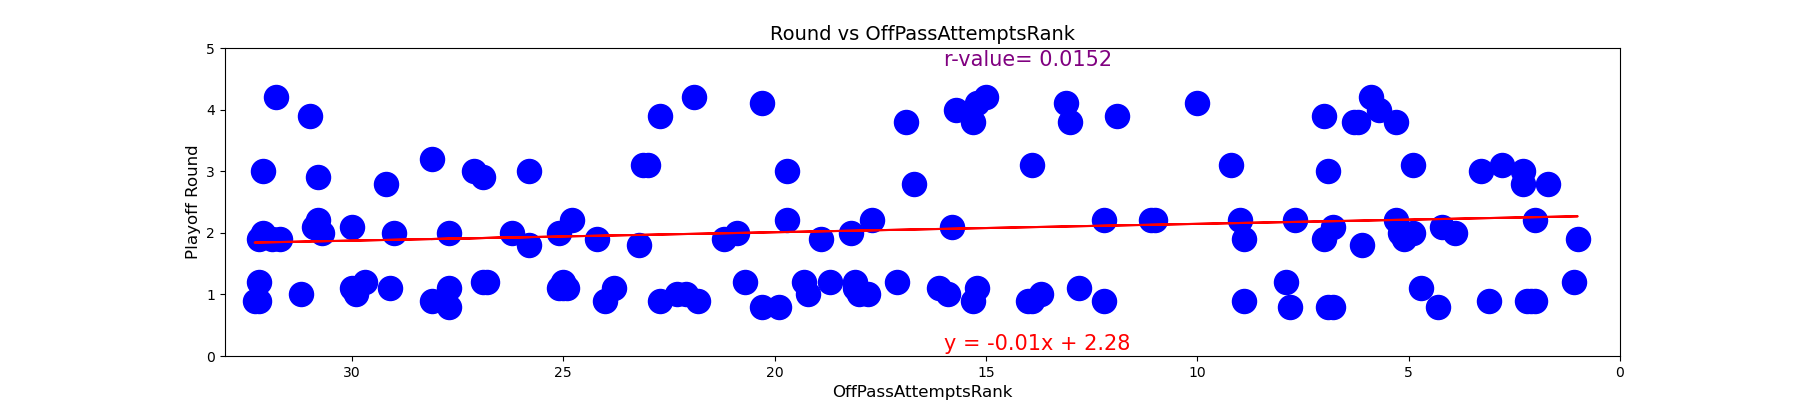 Round vs OffPassAttemptsRank
r-value= 0.0152
5
4
3
2
1
0
Playoff Round
y = -0.01x + 2.28
30 25 20 15 10 5 0
OffPassAttemptsRank